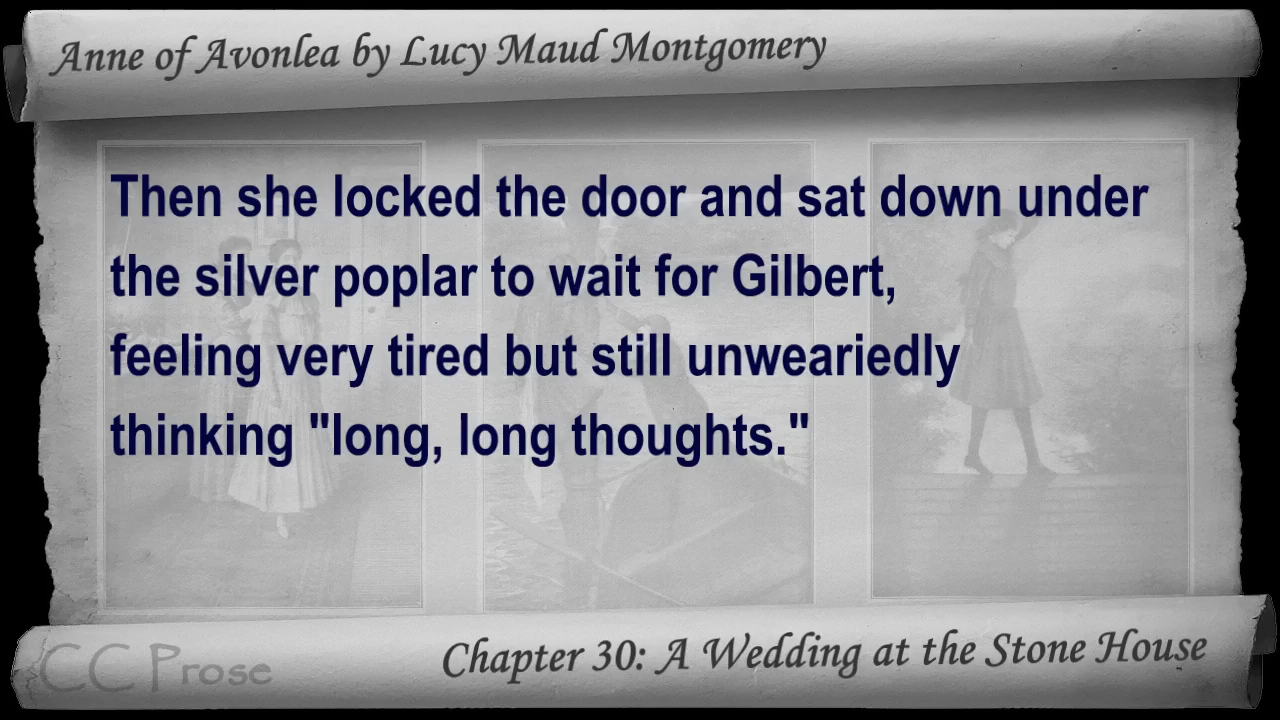 Anne of Avonlea by Lucy Maud Montgomery
Then she locked the door and sat down under
the silver poplar to wait for Gilbert,
feeling very tired but still unweariedly
thinking "long, long thoughts."
CC Prose
Chapter 30: A Wedding at the Stone House